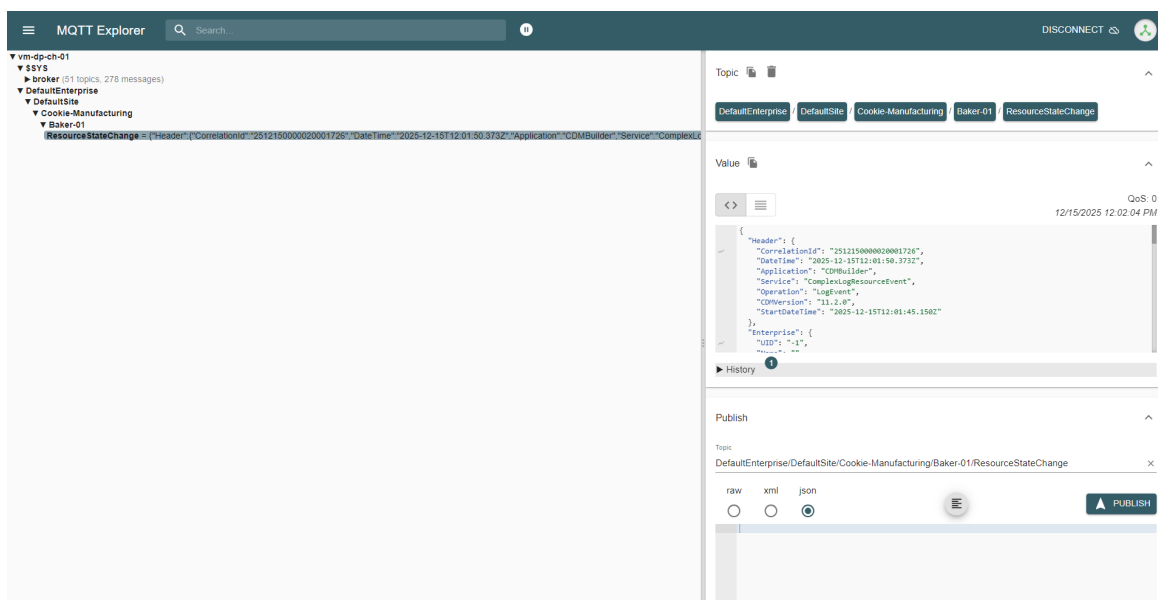 MQTT Explorer
Search...
DISCONNECT
▼ vm-dp-ch-01
▼ $SYS
▶ broker (51 topics, 278 messages)
▼ DefaultEnterprise
▼ DefaultSite
▼ Cookie-Manufacturing
▼ Baker-01
ResourceStateChange = {"Header":{"CorrelationId":"2512150000020001726","DateTime":"2025-12-15T12:01:50.373Z","Application":"CDMBuilder","Service":"ComplexLo
Topic
DefaultEnterprise / DefaultSite / Cookie-Manufacturing / Baker-01 / ResourceStateChange
Value
QoS: 0
12/15/2025 12:02:04 PM
{
"Header": {
"CorrelationId": "2512150000020001726",
"DateTime": "2025-12-15T12:01:50.373Z",
"Application": "CDMBuilder",
"Service": "ComplexLogResourceEvent",
"Operation": "LogEvent",
"CDMVersion": "11.2.0",
"StartDateTime": "2025-12-15T12:01:45.150Z"
},
"Enterprise": {
"UID": "-1",
▶ History 1
Publish
Topic
DefaultEnterprise/DefaultSite/Cookie-Manufacturing/Baker-01/ResourceStateChange
raw xml json
PUBLISH